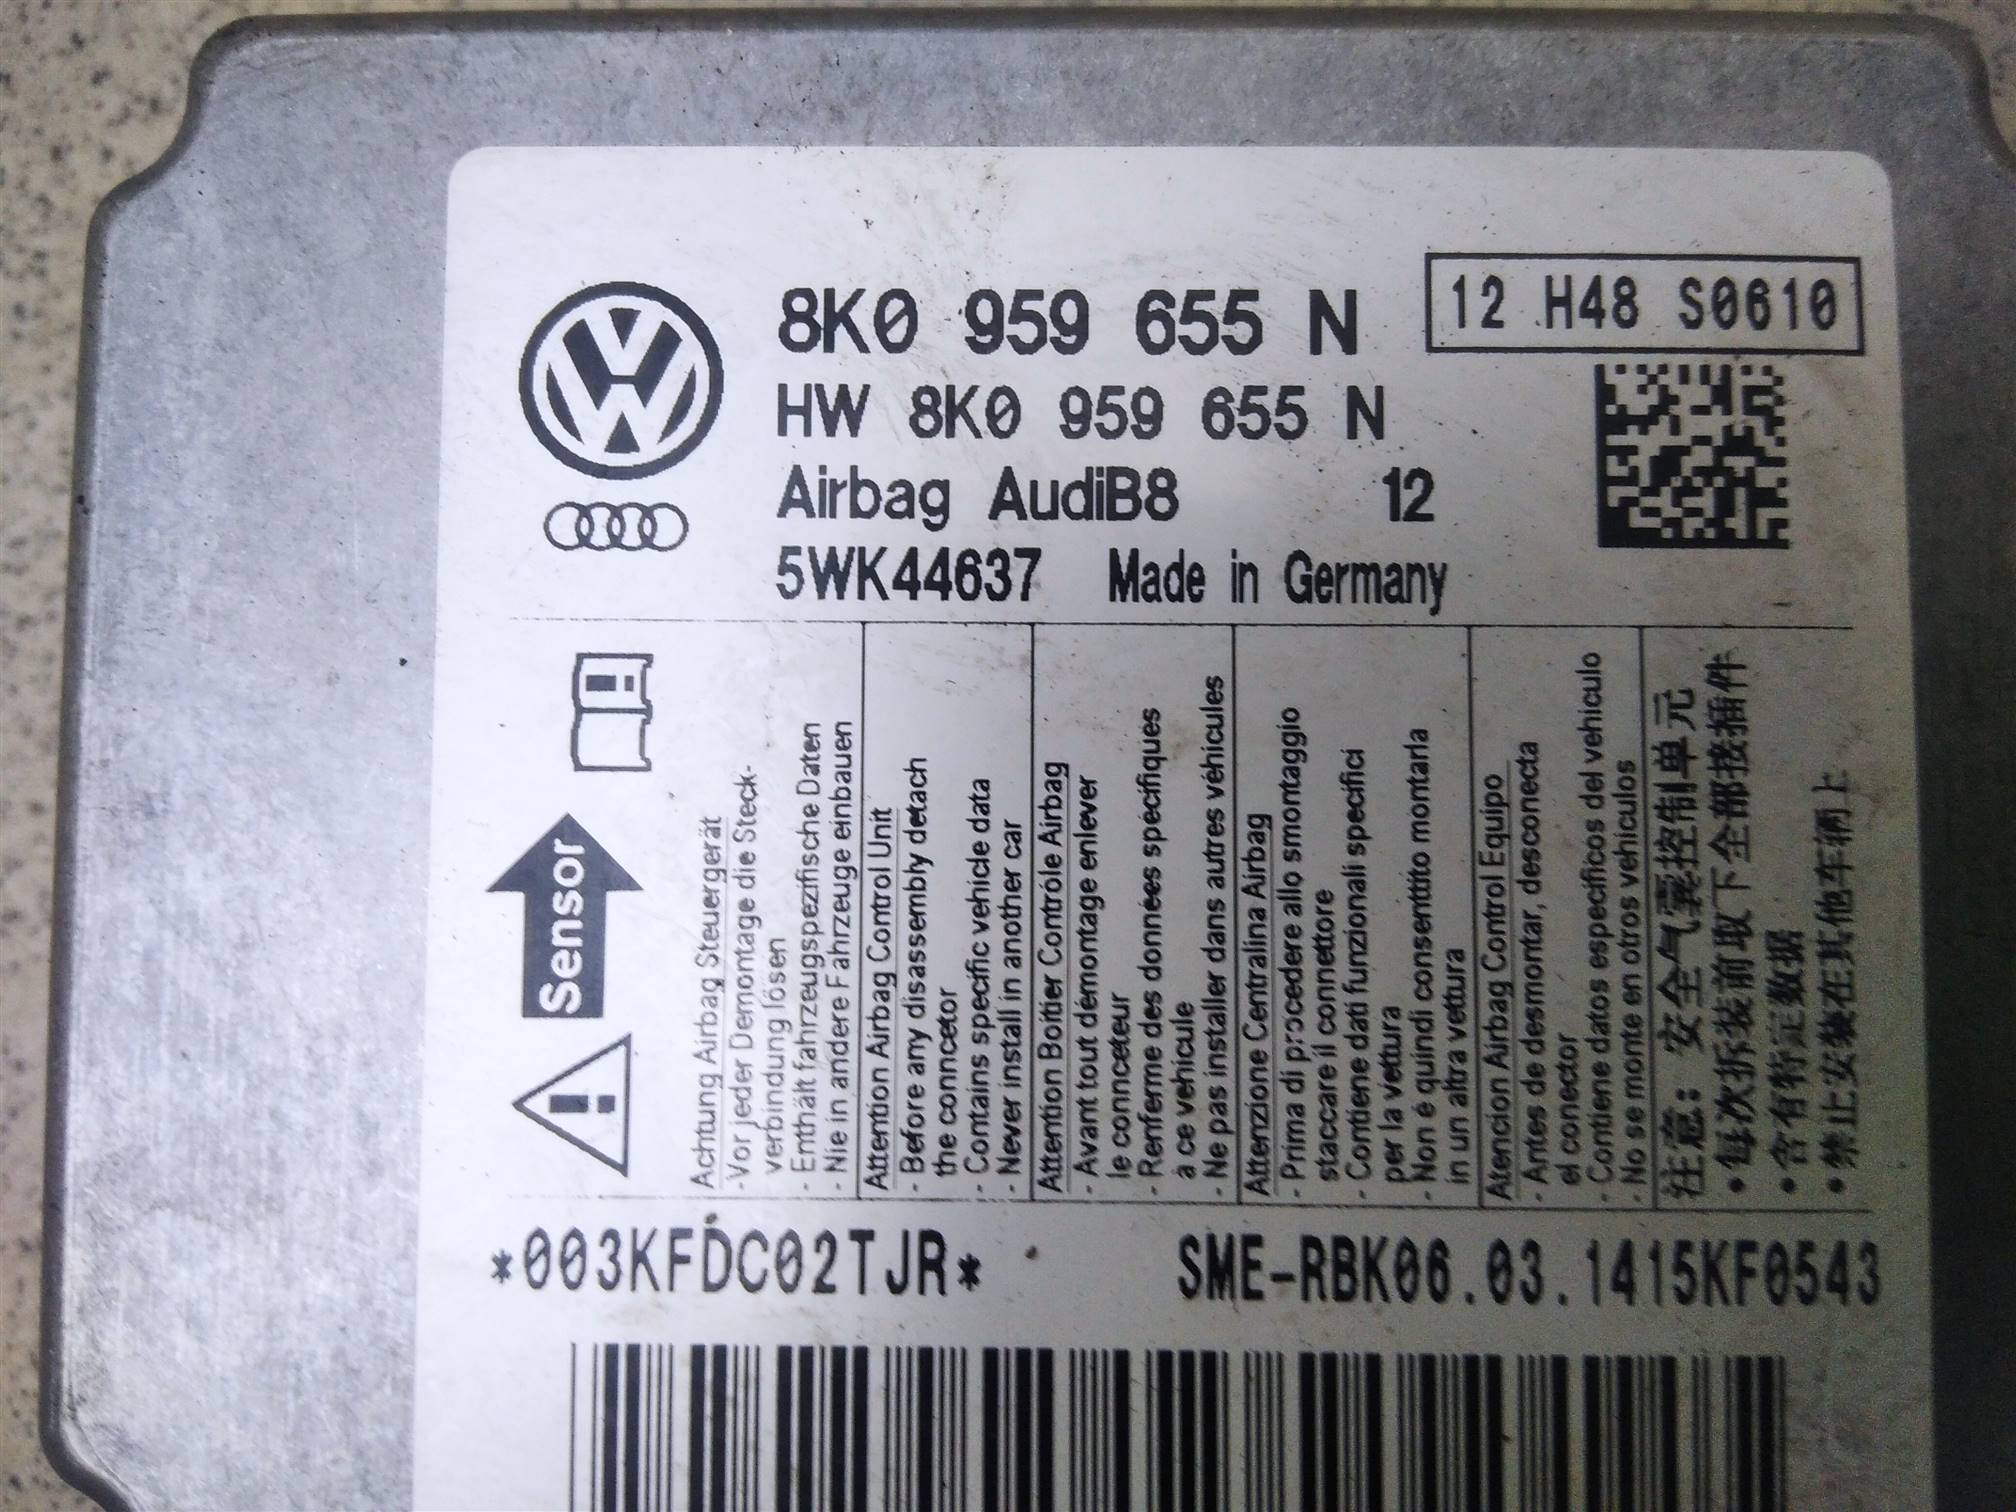 8K0 959 655 N
12 H48 S0610
HW 8K0 959 655 N
Airbag AudiB8 12
5WK44637 Made in Germany
Sensor
Achtung Airbag Steuergerät
- Vor jeder Demontage die Steck-
verbindung lösen
- Enthält fahrzeugspezifische Daten
- Nie in andere Fahrzeuge einbauen
Attention Airbag Control Unit
- Before any disassembly detach
the conncetor
- Contains specific vehicle data
- Never install in another car
Attention Boîtier Contrôle Airbag
- Avant tout démontage enlever
le connceteur
- Renferme des données spécifiques
à ce véhicule
- Ne pas installer dans autres véhicules
Attenzione Centralina Airbag
- Prima di procedere allo smontaggio
staccare il connettore
- Contiene dati funzionali specifici
per la vettura
- Non é quindi consentito montarla
in un altra vettura
Atencion Airbag Control Equipo
- Antes de desmontar, desconecta
el conector
- Contiene datos especificos del vehiculo
- No se monte en otros vehiculos
注意：安全气囊控制单元
• 每次拆装前取下全部接插件
• 含有特定数据
• 禁止安装在其他车辆上
*003KFDC02TJR*
SME-RBK06.03.1415KF0543